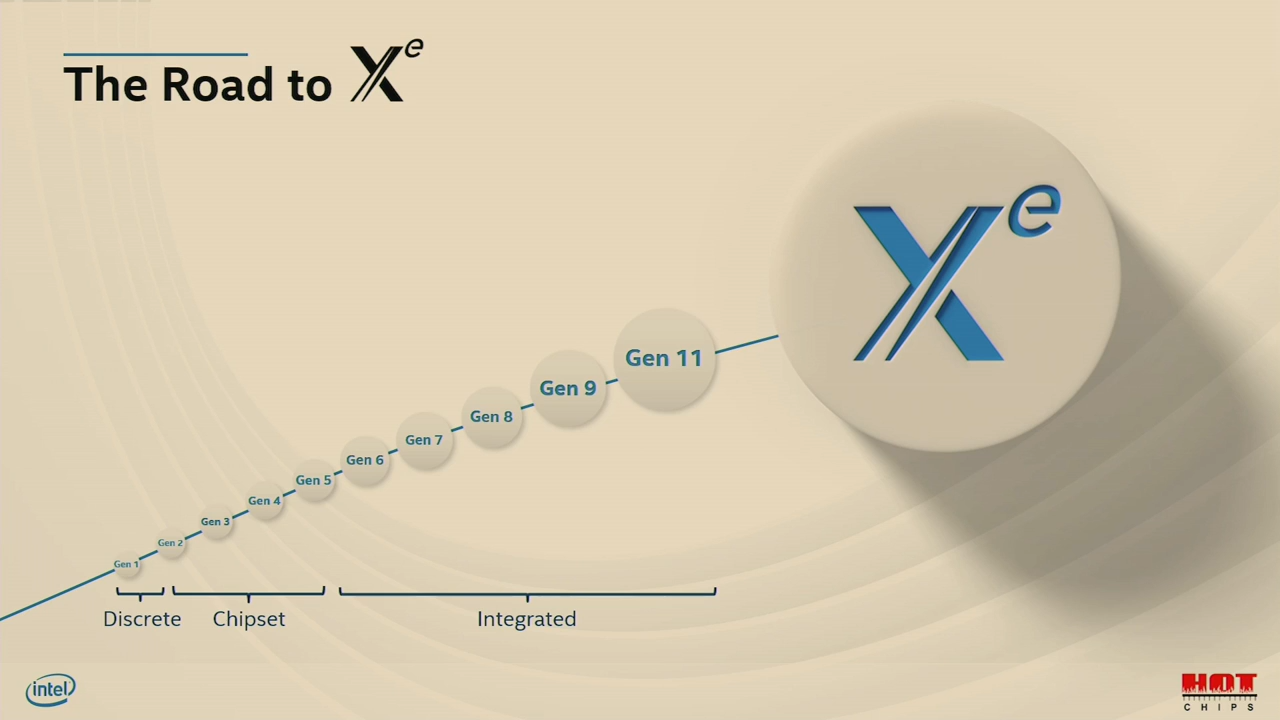 The Road to Xe
Xe
Gen 11
Gen 9
Gen 8
Gen 7
Gen 6
Gen 5
Gen 4
Gen 3
Gen 2
Gen 1
Discrete
Chipset
Integrated
intel
HOT
CHIPS